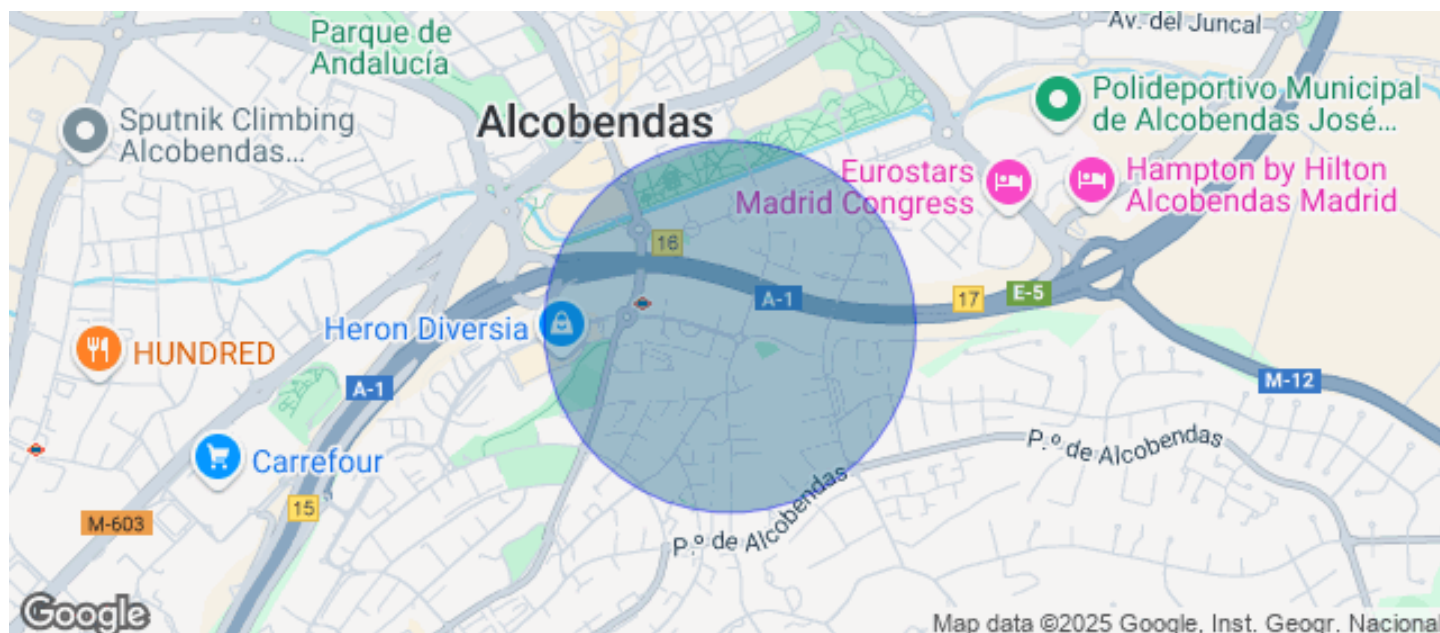 Parque de
Andalucía
Av. del Juncal
Sputnik Climbing
Alcobendas...
Alcobendas
Polideportivo Municipal
de Alcobendas José...
Eurostars
Madrid Congress
Hampton by Hilton
Alcobendas Madrid
16
A-1
17
E-5
Heron Diversia
HUNDRED
A-1
M-12
P.º de Alcobendas
Carrefour
15
M-603
P.º de Alcobendas
Google
Map data ©2025 Google, Inst. Geogr. Nacional